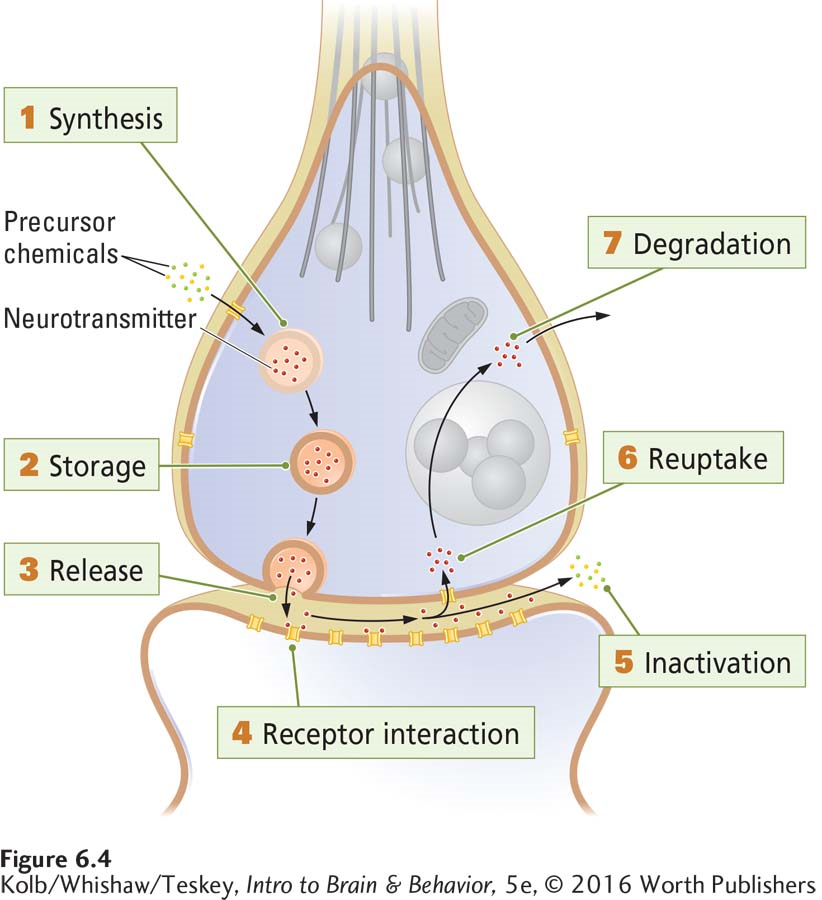 1 Synthesis
Precursor
chemicals
Neurotransmitter
7 Degradation
2 Storage
6 Reuptake
3 Release
5 Inactivation
4 Receptor interaction
Figure 6.4
Kolb/Whishaw/Teskey, Intro to Brain & Behavior, 5e, © 2016 Worth Publishers